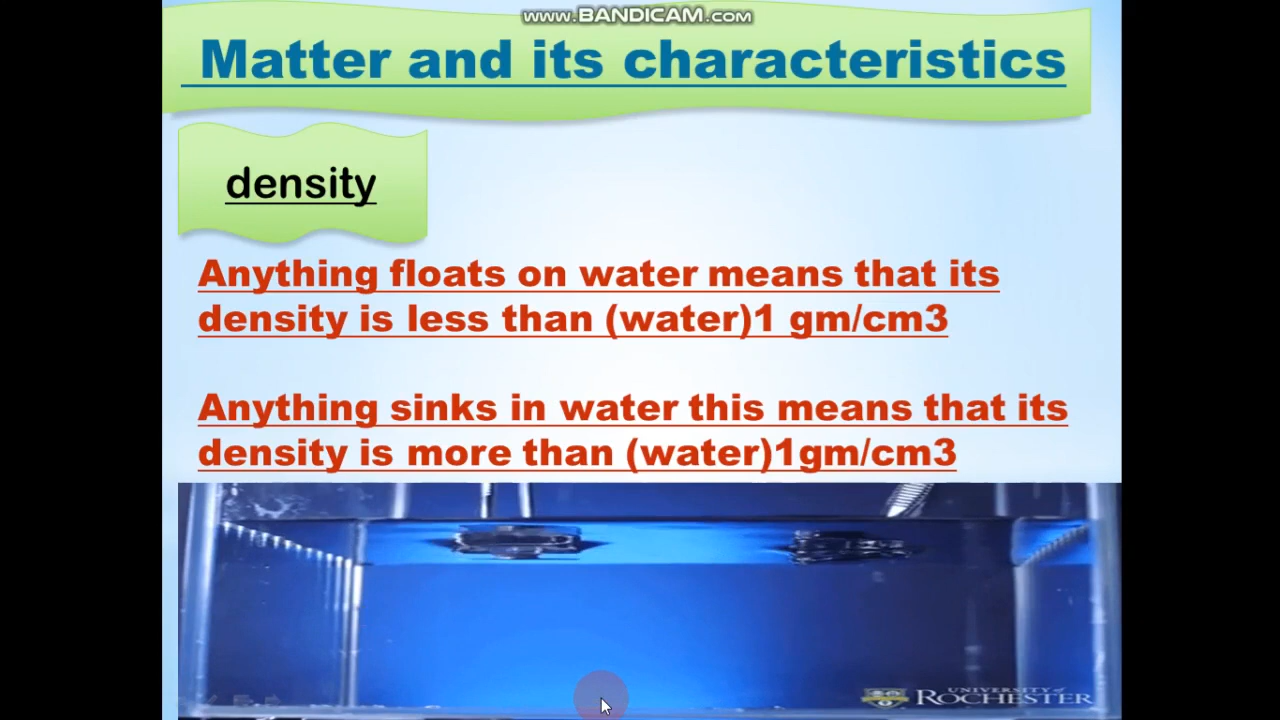 www.BANDICAM.com
Matter and its characteristics
density
Anything floats on water means that its
density is less than (water)1 gm/cm3
Anything sinks in water this means that its
density is more than (water)1gm/cm3
UNIVERSITY of
ROCHESTER